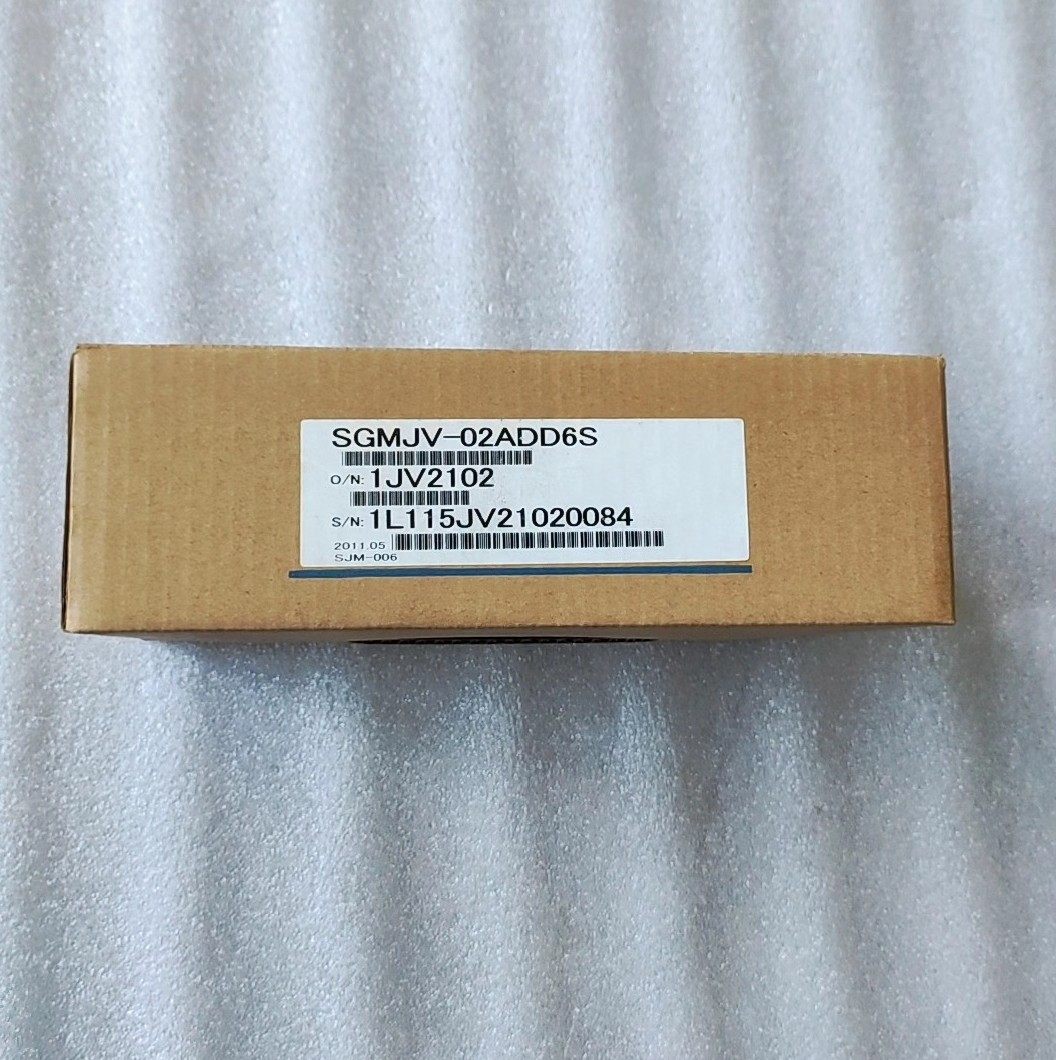 SGMJV-02ADD6S
O/N: 1JV2102
S/N: 1L115JV21020084
2011.05
SJM-006